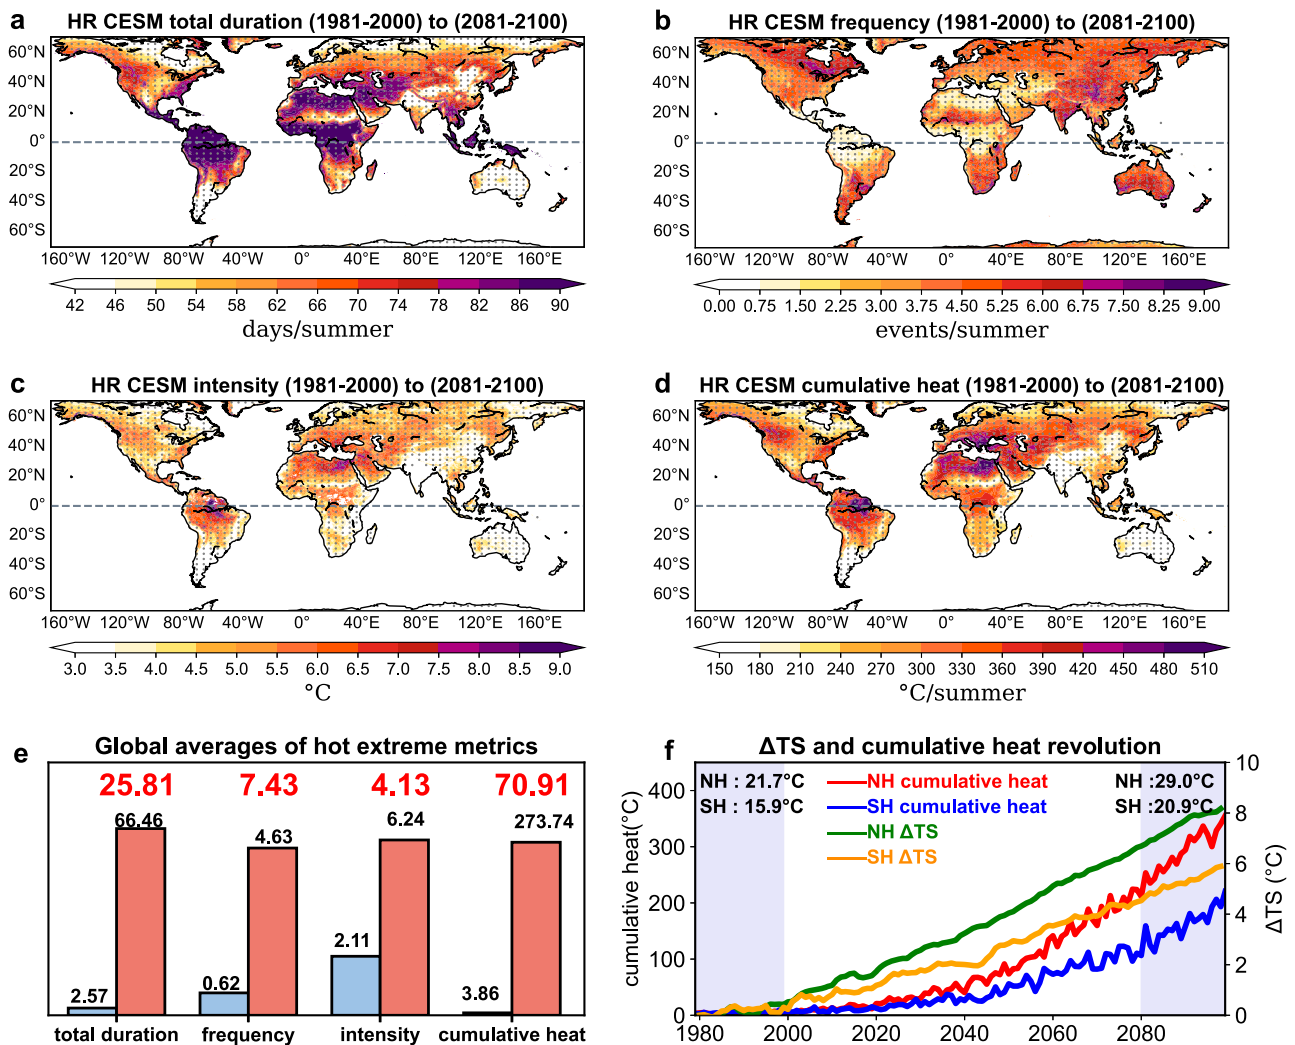 a
HR CESM total duration (1981-2000) to (2081-2100)
60°N
40°N
20°N
0°
20°S
40°S
60°S
160°W 120°W 80°W 40°W 0° 40°E 80°E 120°E 160°E
42 46 50 54 58 62 66 70 74 78 82 86 90
days/summer
b
HR CESM frequency (1981-2000) to (2081-2100)
60°N
40°N
20°N
0°
20°S
40°S
60°S
160°W 120°W 80°W 40°W 0° 40°E 80°E 120°E 160°E
0.00 0.75 1.50 2.25 3.00 3.75 4.50 5.25 6.00 6.75 7.50 8.25 9.00
events/summer
c
HR CESM intensity (1981-2000) to (2081-2100)
60°N
40°N
20°N
0°
20°S
40°S
60°S
160°W 120°W 80°W 40°W 0° 40°E 80°E 120°E 160°E
3.0 3.5 4.0 4.5 5.0 5.5 6.0 6.5 7.0 7.5 8.0 8.5 9.0
°C
d
HR CESM cumulative heat (1981-2000) to (2081-2100)
60°N
40°N
20°N
0°
20°S
40°S
60°S
160°W 120°W 80°W 40°W 0° 40°E 80°E 120°E 160°E
150 180 210 240 270 300 330 360 390 420 450 480 510
°C/summer
e
Global averages of hot extreme metrics
25.81 7.43 4.13 70.91
66.46 4.63 6.24 273.74
2.57 0.62 2.11 3.86
total duration frequency intensity cumulative heat
f
ΔTS and cumulative heat revolution
NH : 21.7°C
SH : 15.9°C
NH cumulative heat
SH cumulative heat
NH ΔTS
SH ΔTS
NH :29.0°C
SH :20.9°C
cumulative heat(°C)
400
300
200
100
0
ΔTS (°C)
10
8
6
4
2
0
1980 2000 2020 2040 2060 2080